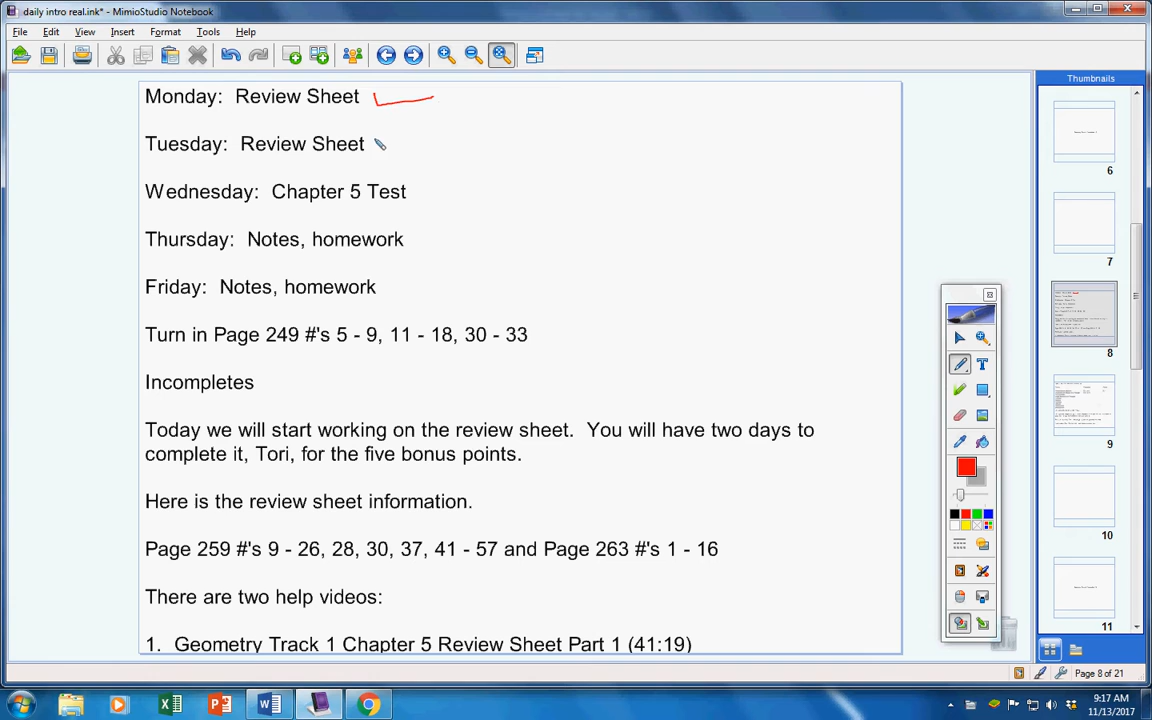 daily intro real.ink* - MimioStudio Notebook
File Edit View Insert Format Tools Help
Monday: Review Sheet
Tuesday: Review Sheet
Wednesday: Chapter 5 Test
Thursday: Notes, homework
Friday: Notes, homework
Turn in Page 249 #'s 5 - 9, 11 - 18, 30 - 33
Incompletes
Today we will start working on the review sheet. You will have two days to
complete it, Tori, for the five bonus points.
Here is the review sheet information.
Page 259 #'s 9 - 26, 28, 30, 37, 41 - 57 and Page 263 #'s 1 - 16
There are two help videos:
1. Geometry Track 1 Chapter 5 Review Sheet Part 1 (41:19)
Thumbnails
6
7
8
9
10
11
Page 8 of 21
9:17 AM
11/13/2017